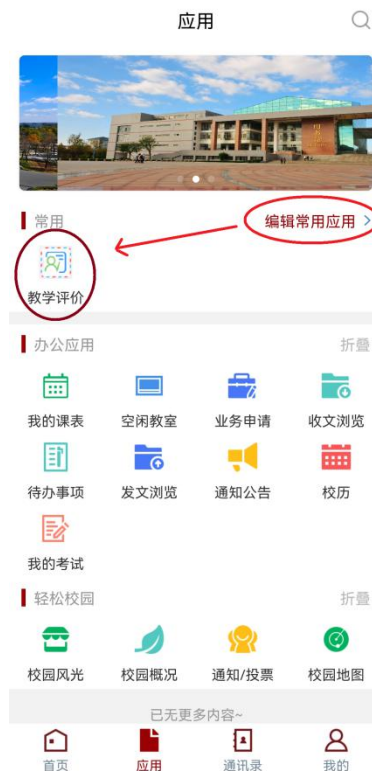 应用
常用
编辑常用应用 >
教学评价
办公应用
折叠
我的课表 空闲教室 业务申请 收文浏览
待办事项 发文浏览 通知公告 校历
我的考试
轻松校园
折叠
校园风光 校园概况 通知/投票 校园地图
已无更多内容~
首页 应用 通讯录 我的